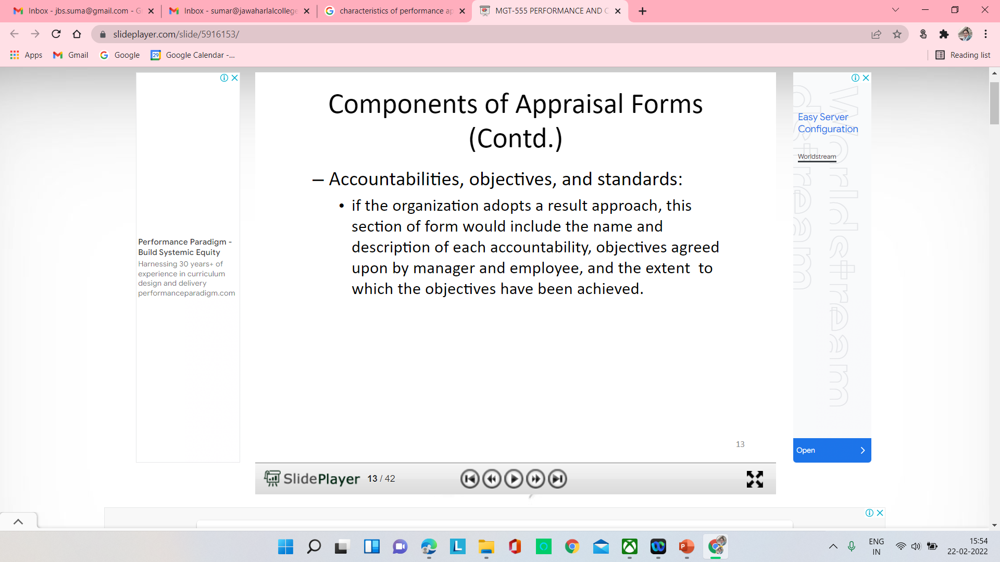 Inbox - jbs.suma@gmail.com - G
Inbox - sumar@jawaharlalcollege
characteristics of performance ap
MGT-555 PERFORMANCE AND C
slideplayer.com/slide/5916153/
Apps
Gmail
Google
29
Google Calendar -...
Reading list
Components of Appraisal Forms
(Contd.)
– Accountabilities, objectives, and standards:
• if the organization adopts a result approach, this
section of form would include the name and
description of each accountability, objectives agreed
upon by manager and employee, and the extent to
which the objectives have been achieved.
13
Performance Paradigm -
Build Systemic Equity
Harnessing 30 years+ of
experience in curriculum
design and delivery
performanceparadigm.com
Easy Server
Configuration
Worldstream
Worldstream
Open
SlidePlayer
13 / 42
ENG
IN
15:54
22-02-2022